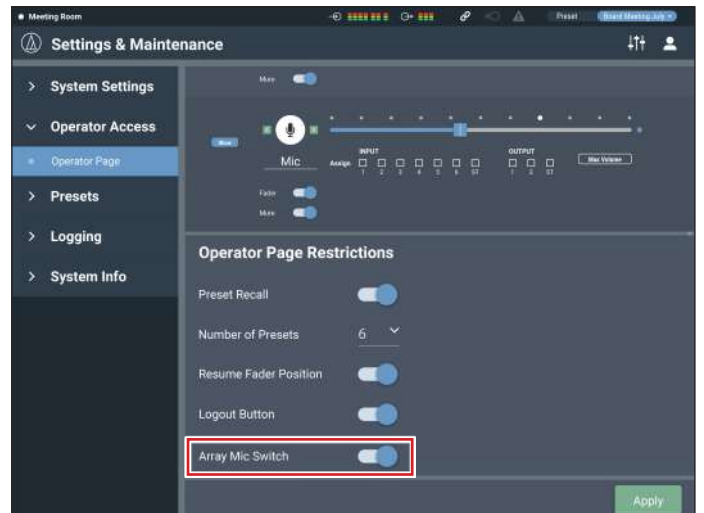 Meeting Room
Preset Board Meeting July
Settings & Maintenance
System Settings
Operator Access
Operator Page
Presets
Logging
System Info
Mute
Mic
Assign
INPUT
1 2 3 4 5 6 ST
OUTPUT
1 2 ST
Max Volume
Fader
Mute
Operator Page Restrictions
Preset Recall
Number of Presets 6
Resume Fader Position
Logout Button
Array Mic Switch
Apply